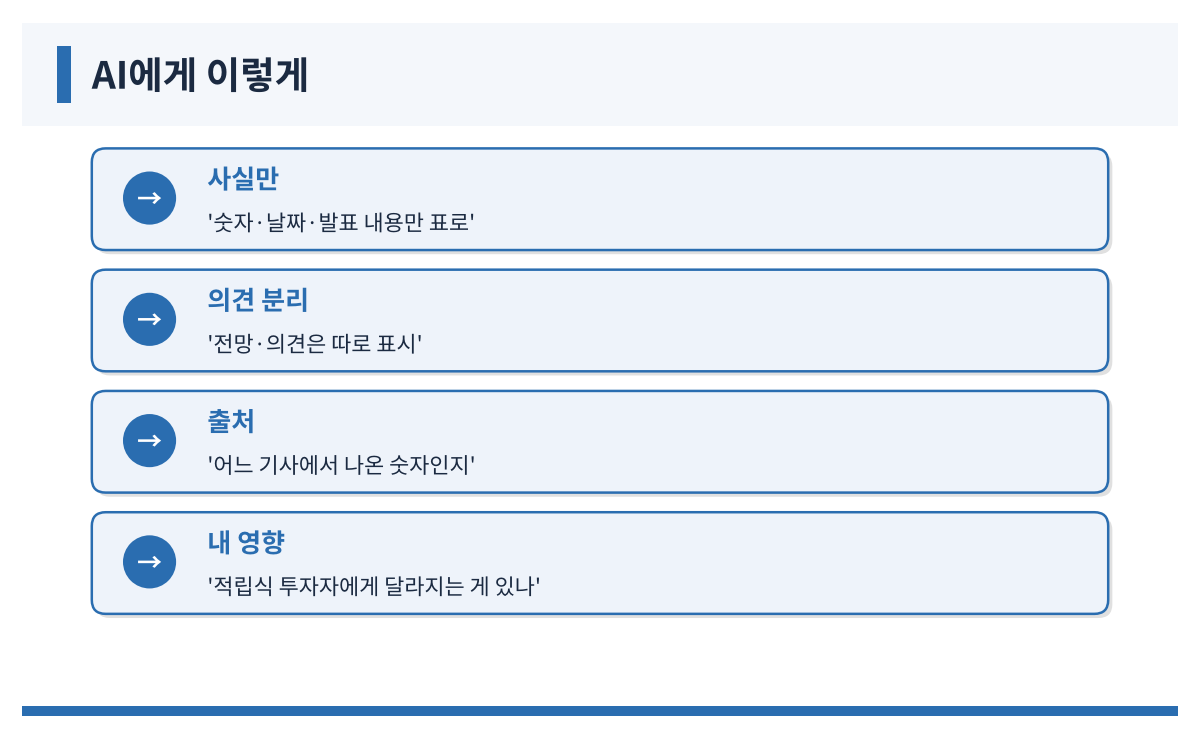 AI에게 이렇게
→
사실만
'숫자·날짜·발표 내용만 표로'
→
의견 분리
'전망·의견은 따로 표시'
→
출처
'어느 기사에서 나온 숫자인지'
→
내 영향
'적립식 투자자에게 달라지는 게 있나'